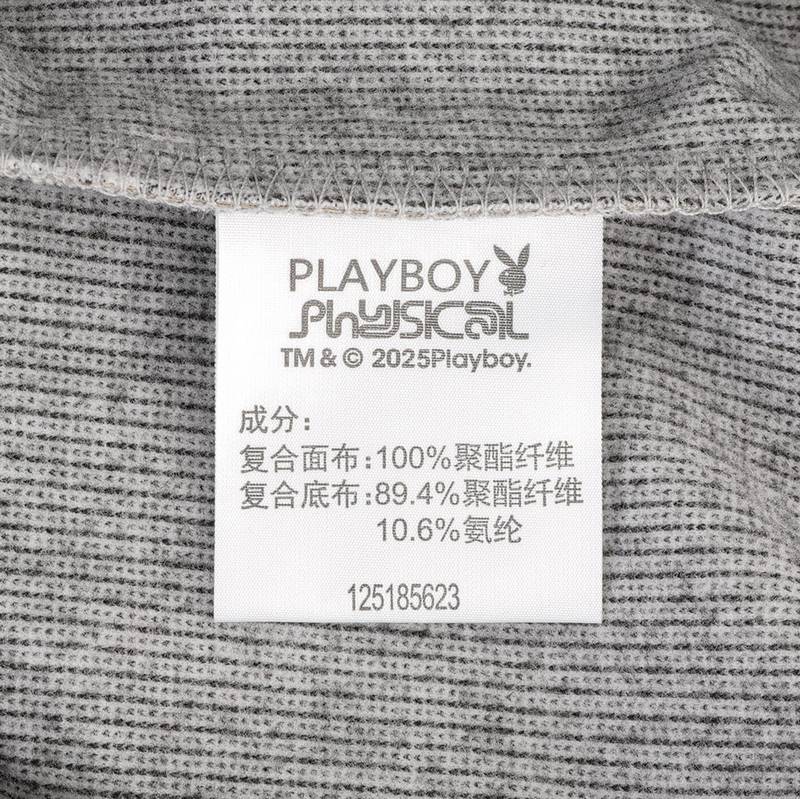 PLAYBOY
Physical
TM & © 2025Playboy.
成分：
复合面布：100%聚酯纤维
复合底布：89.4%聚酯纤维
10.6%氨纶
125185623